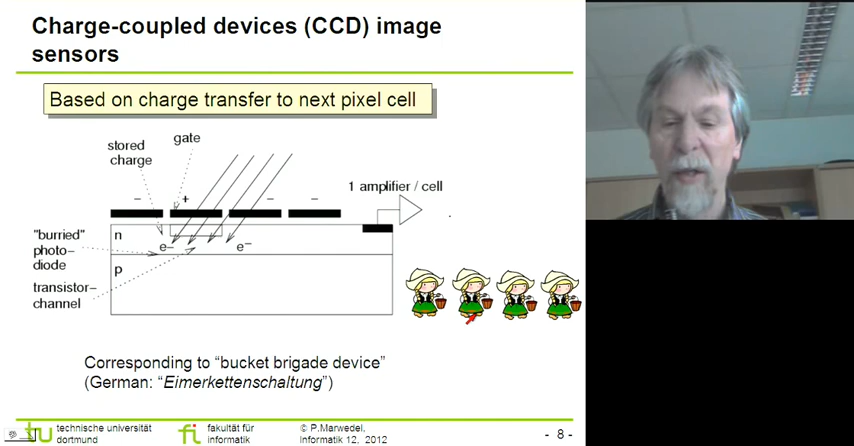 Charge-coupled devices (CCD) image
sensors
Based on charge transfer to next pixel cell
stored
charge
gate
1 amplifier / cell
– + – –
"burried"
photo–
diode
n
e– e–
p
transistor–
channel
Corresponding to “bucket brigade device”
(German: “Eimerkettenschaltung”)
tu
technische universität
dortmund
fi
fakultät für
informatik
© P.Marwedel,
Informatik 12, 2012
- 8 -